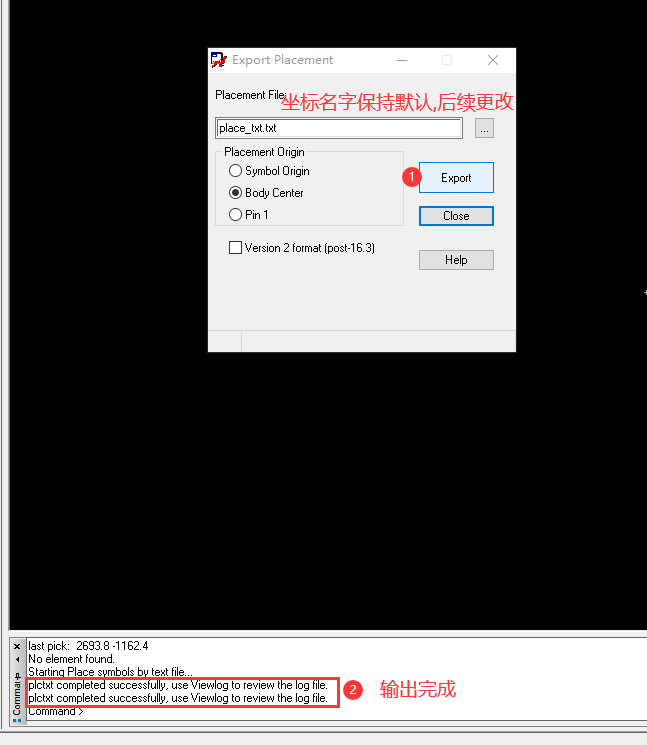 Export Placement
Placement File:
坐标名字保持默认,后续更改
place_txt.txt
...
Placement Origin
Symbol Origin
1
Export
Body Center
Close
Pin 1
Version 2 format (post-16.3)
Help
last pick: 2693.8 -1162.4
No element found.
Starting Place symbols by text file...
plctxt completed successfully, use Viewlog to review the log file.
2 输出完成
plctxt completed successfully, use Viewlog to review the log file.
Command >